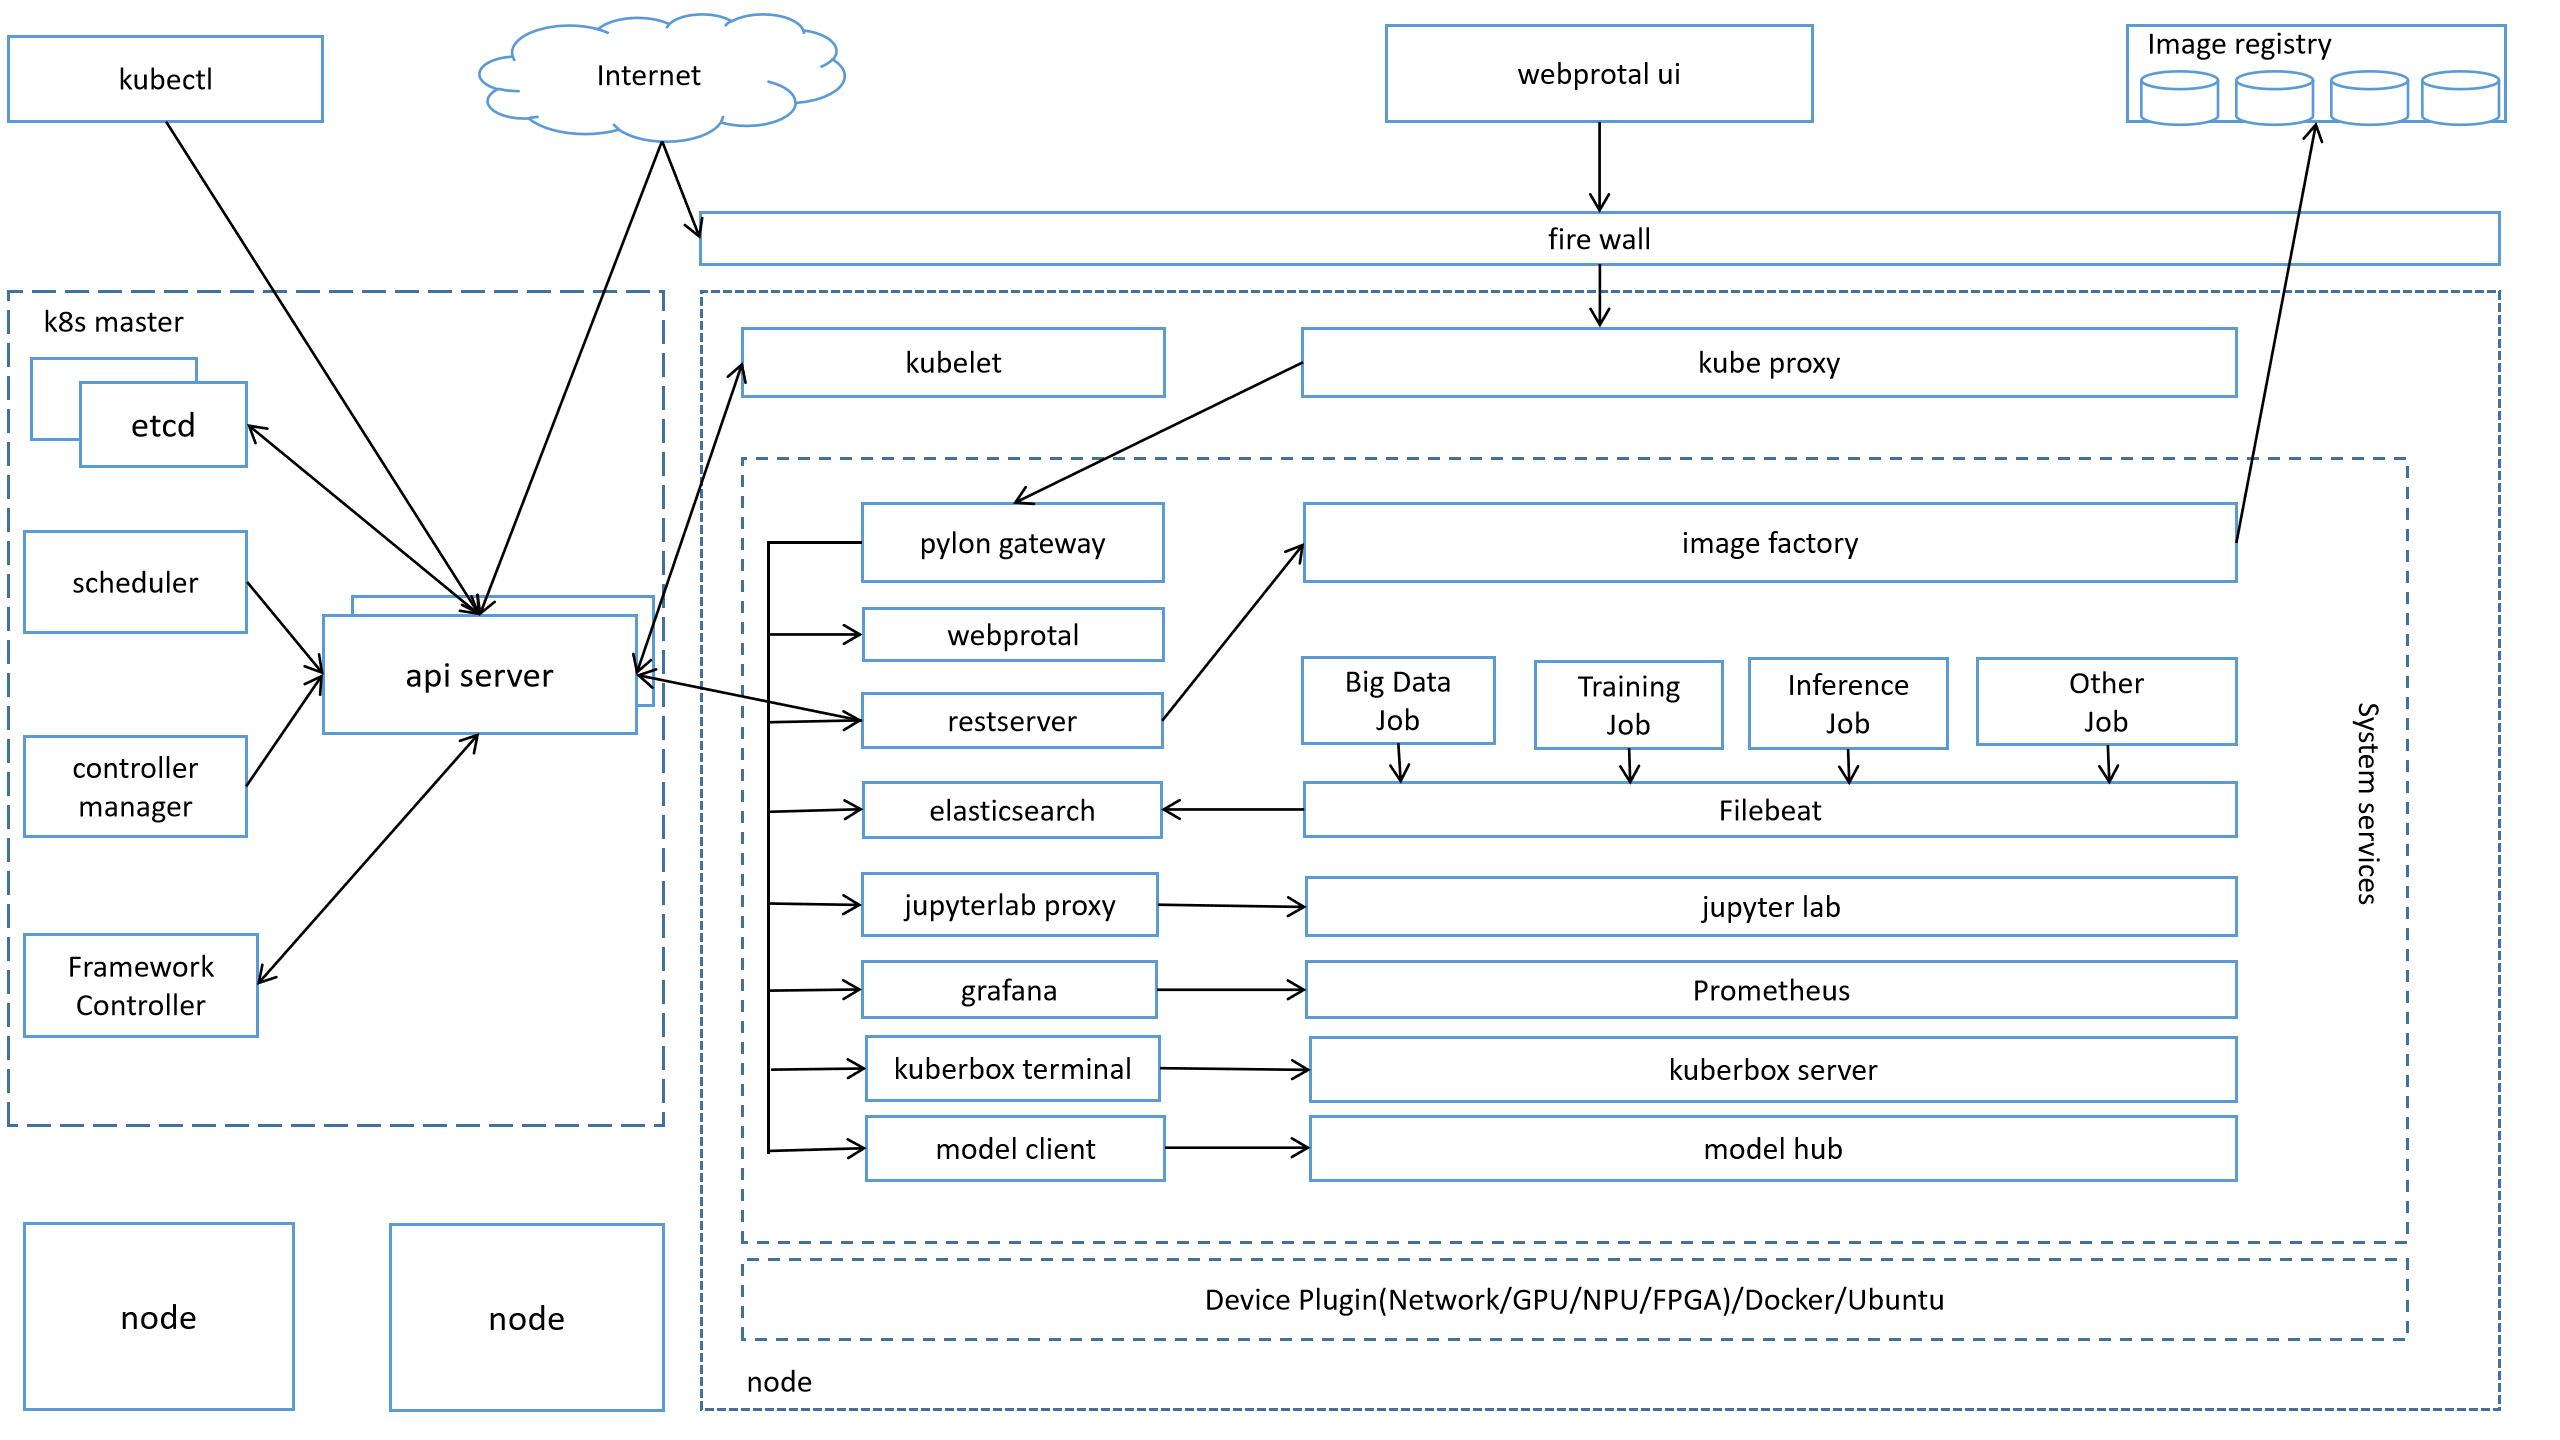 kubectl
Internet
webprotal ui
Image registry
fire wall
k8s master
etcd
scheduler
api server
controller
manager
Framework
Controller
node
node
kubelet
kube proxy
pylon gateway
image factory
webprotal
restserver
Big Data
Job
Training
Job
Inference
Job
Other
Job
elasticsearch
Filebeat
jupyterlab proxy
jupyter lab
grafana
Prometheus
kuberbox terminal
kuberbox server
model client
model hub
System services
Device Plugin(Network/GPU/NPU/FPGA)/Docker/Ubuntu
node